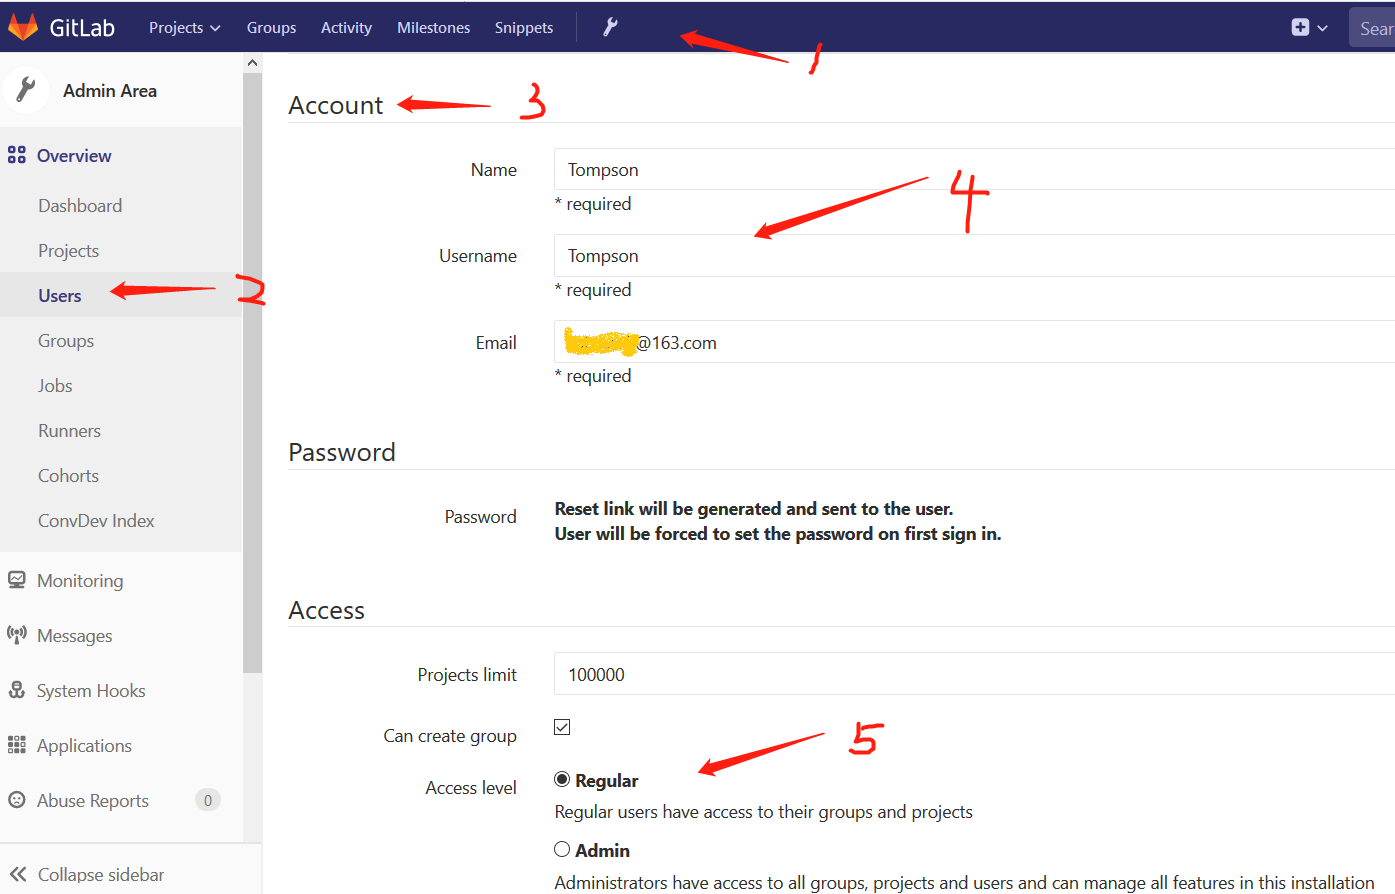 GitLab Projects Groups Activity Milestones Snippets Sear
1
Admin Area
Overview
Dashboard
Projects
Users
2
Groups
Jobs
Runners
Cohorts
ConvDev Index
Monitoring
Messages
System Hooks
Applications
Abuse Reports 0
Collapse sidebar
Account
3
Name Tompson
* required
4
Username Tompson
* required
Email @163.com
* required
Password
Password Reset link will be generated and sent to the user.
User will be forced to set the password on first sign in.
Access
Projects limit 100000
Can create group
5
Access level Regular
Regular users have access to their groups and projects
Admin
Administrators have access to all groups, projects and users and can manage all features in this installation